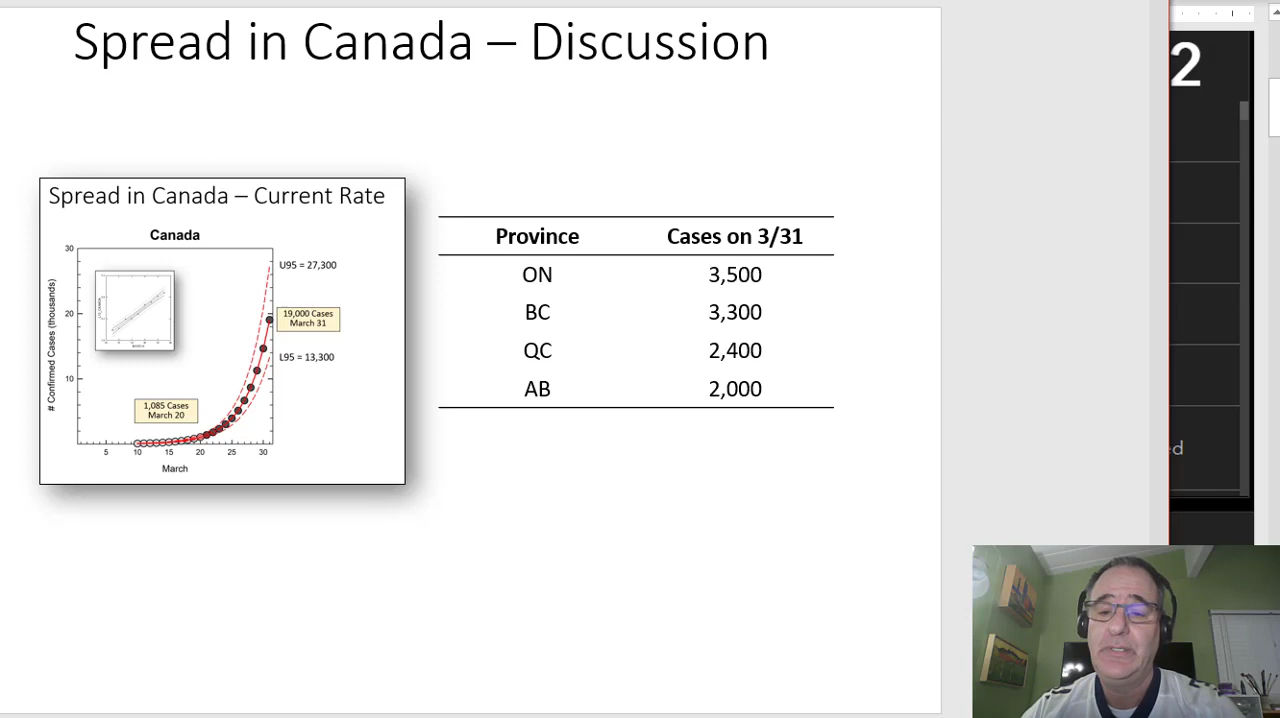 Spread in Canada – Discussion
2
Spread in Canada – Current Rate
Canada
30
20
10
# Confirmed Cases (thousands)
U95 = 27,300
19,000 Cases
March 31
L95 = 13,300
1,085 Cases
March 20
5 10 15 20 25 30
March
Province Cases on 3/31
ON 3,500
BC 3,300
QC 2,400
AB 2,000
ed